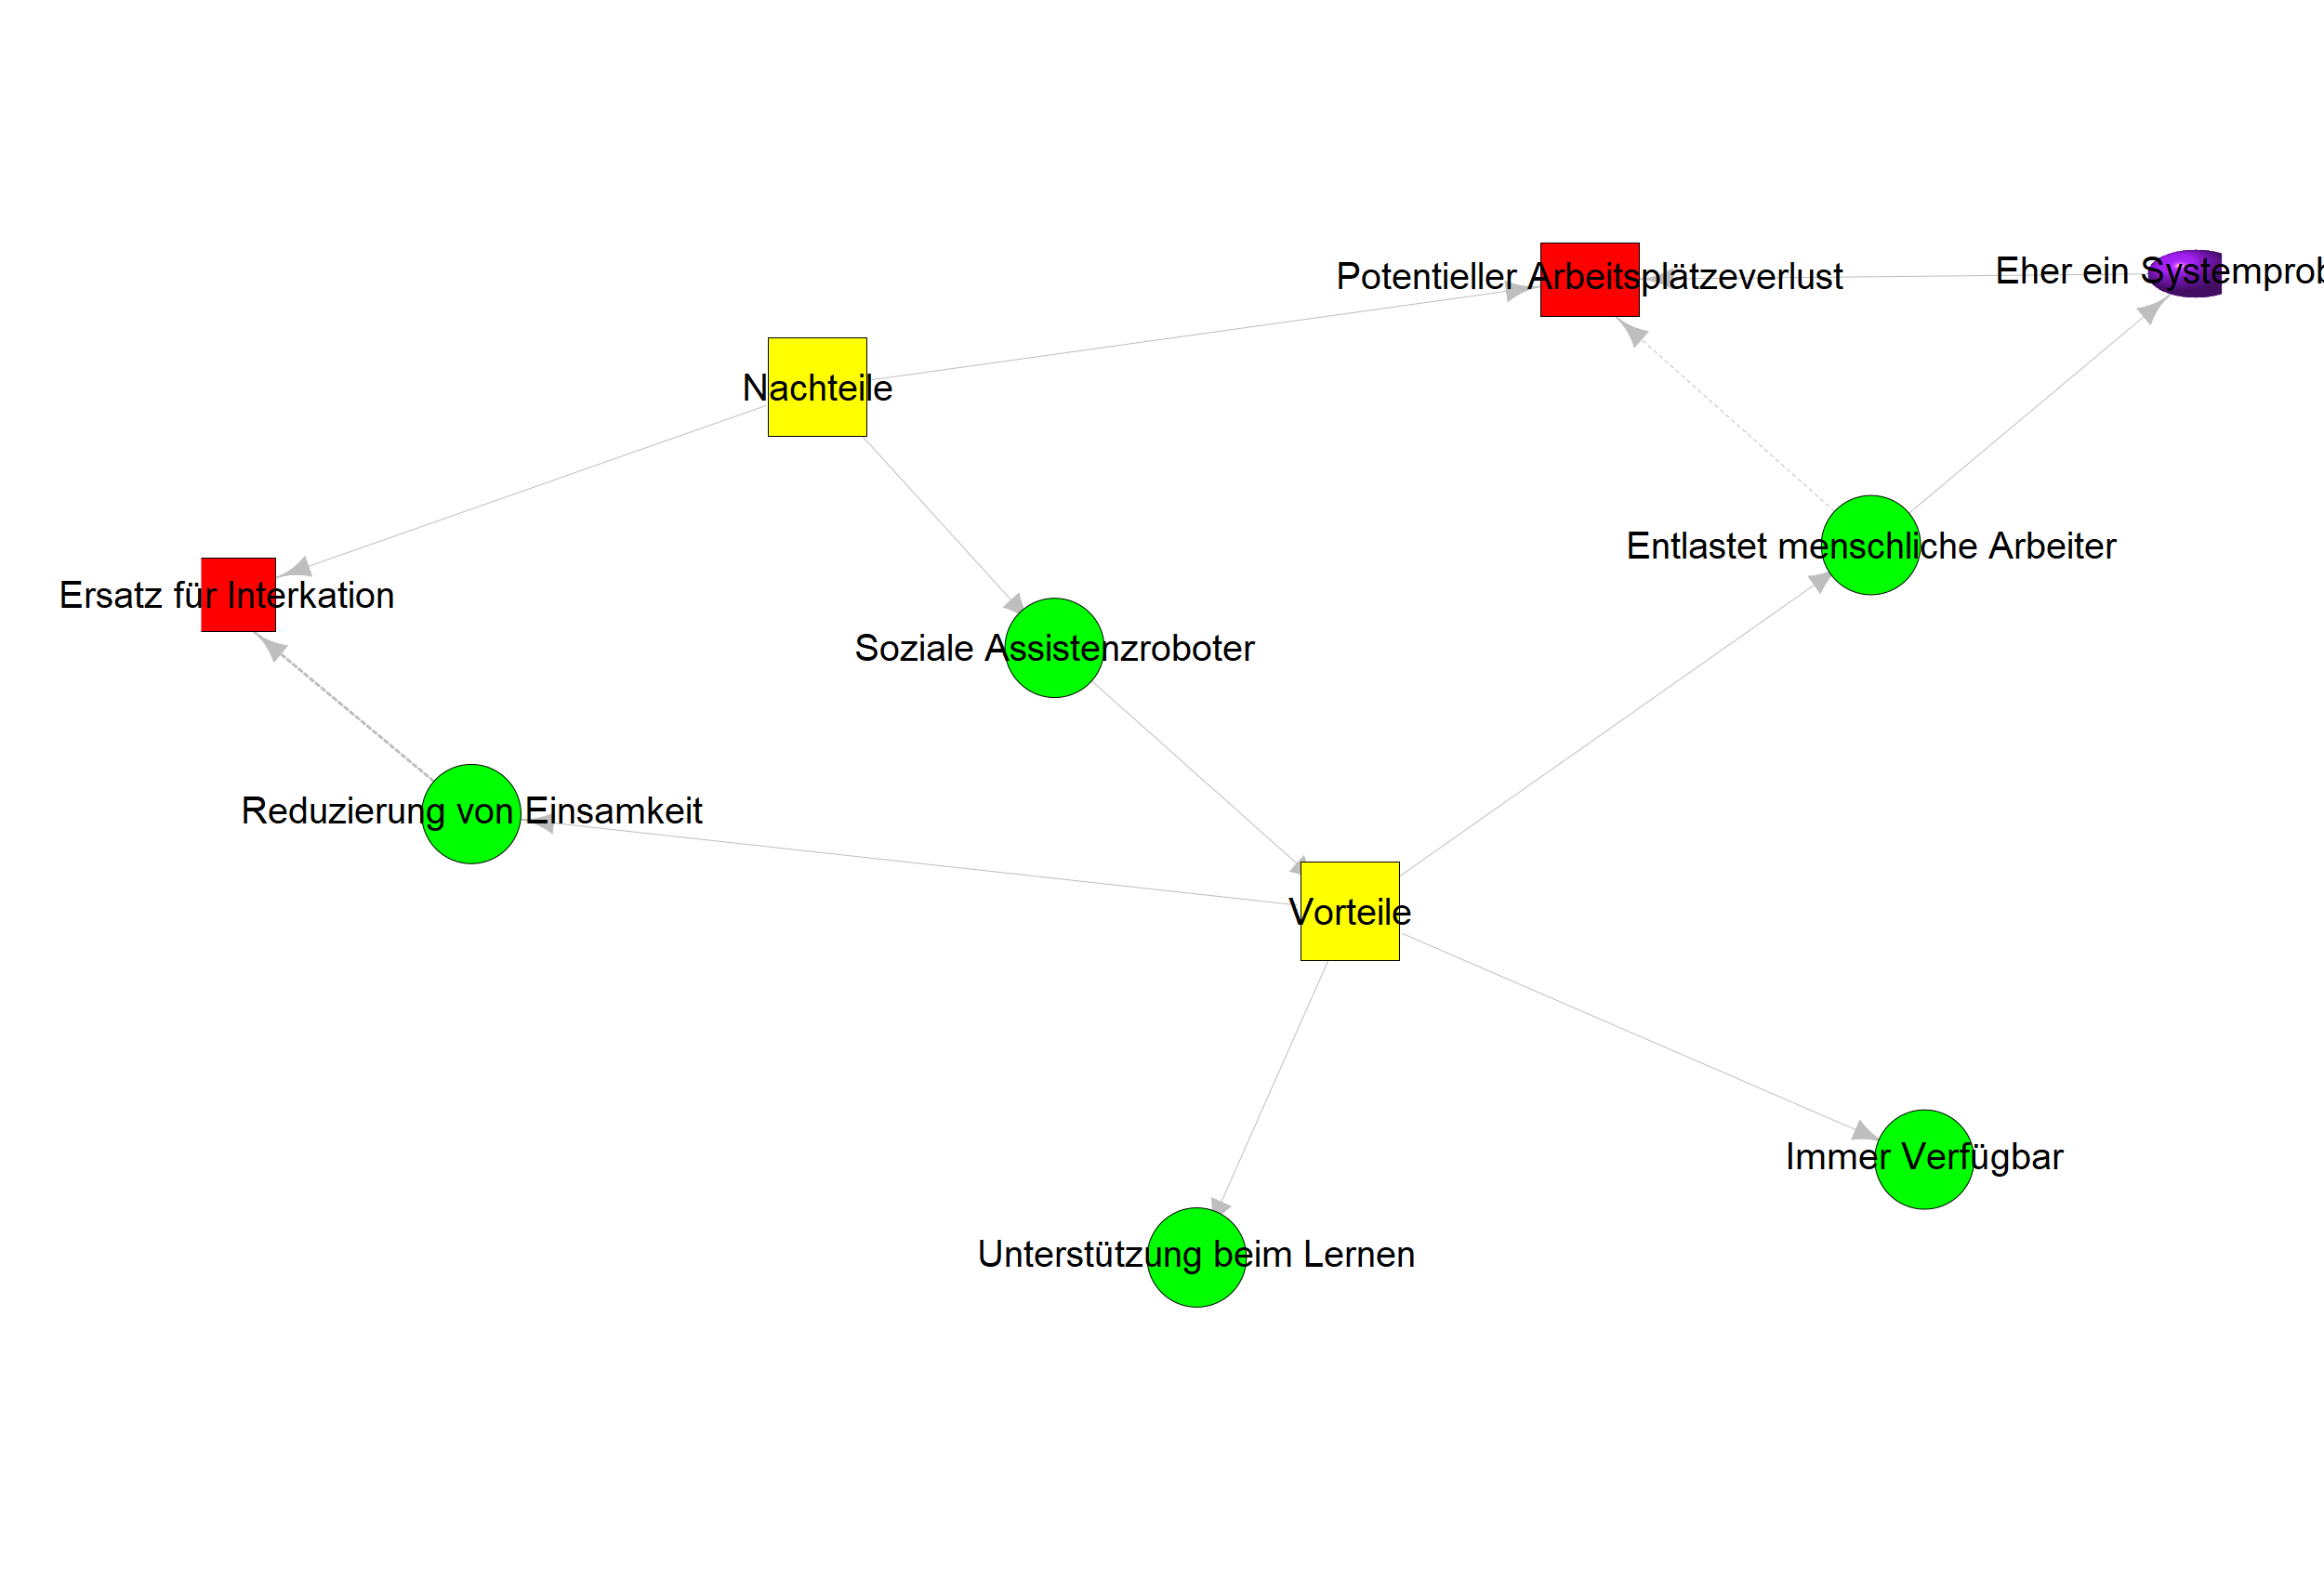 Eher ein Systemprob
Potentieller Arbeitsplätzeverlust
Nachteile
Entlastet menschliche Arbeiter
Ersatz für Interkation
Soziale Assistenzroboter
Reduzierung von Einsamkeit
Vorteile
Immer Verfügbar
Unterstützung beim Lernen